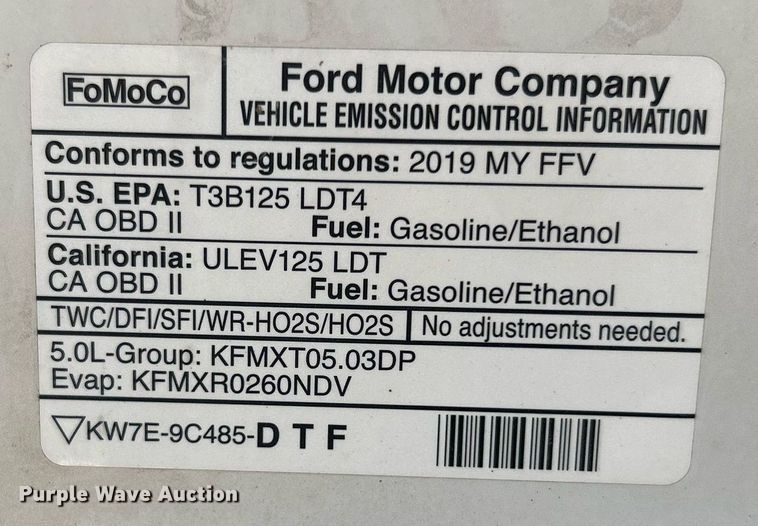 FoMoCo
Ford Motor Company
VEHICLE EMISSION CONTROL INFORMATION
Conforms to regulations: 2019 MY FFV
U.S. EPA: T3B125 LDT4
CA OBD II Fuel: Gasoline/Ethanol
California: ULEV125 LDT
CA OBD II Fuel: Gasoline/Ethanol
TWC/DFI/SFI/WR-HO2S/HO2S No adjustments needed.
5.0L-Group: KFMXT05.03DP
Evap: KFMXR0260NDV
KW7E-9C485-D T F
Purple Wave Auction